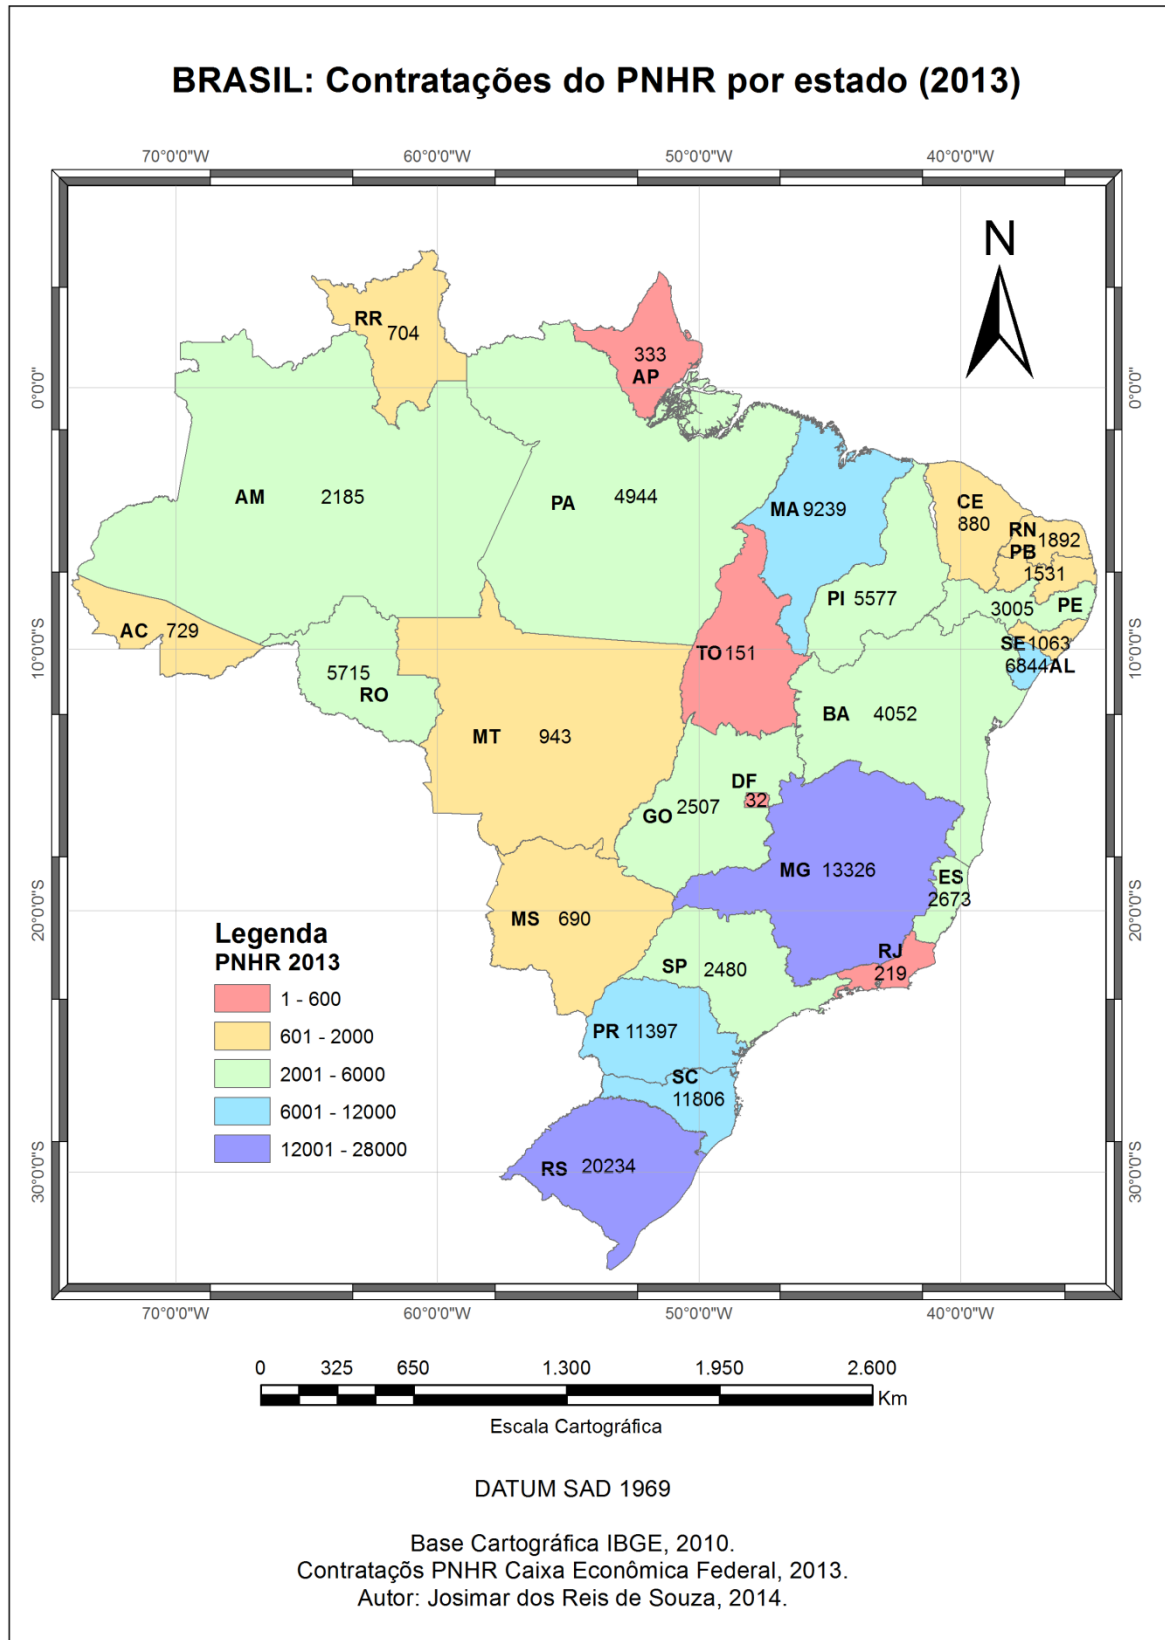 BRASIL: Contratações do PNHR por estado (2013)
70°0'0"W 60°0'0"W 50°0'0"W 40°0'0"W
N
RR
704
333
AP
0°0'0" 0°0'0"
AM 2185
PA 4944
MA 9239
CE
880
RN 1892
PB
1531
PI 5577
3005 PE
AC 729
10°0'0"S 10°0'0"S
TO 151
SE 1063
6844 AL
5715
RO
MT 943
BA 4052
DF
32
GO 2507
MG 13326
ES
2673
MS 690
20°0'0"S 20°0'0"S
Legenda
PNHR 2013
1 - 600
601 - 2000
2001 - 6000
6001 - 12000
12001 - 28000
RJ
219
SP 2480
PR 11397
SC
11806
RS 20234
30°0'0"S 30°0'0"S
70°0'0"W 60°0'0"W 50°0'0"W 40°0'0"W
0 325 650 1.300 1.950 2.600
Km
Escala Cartográfica
DATUM SAD 1969
Base Cartográfica IBGE, 2010.
Contrataçõs PNHR Caixa Econômica Federal, 2013.
Autor: Josimar dos Reis de Souza, 2014.